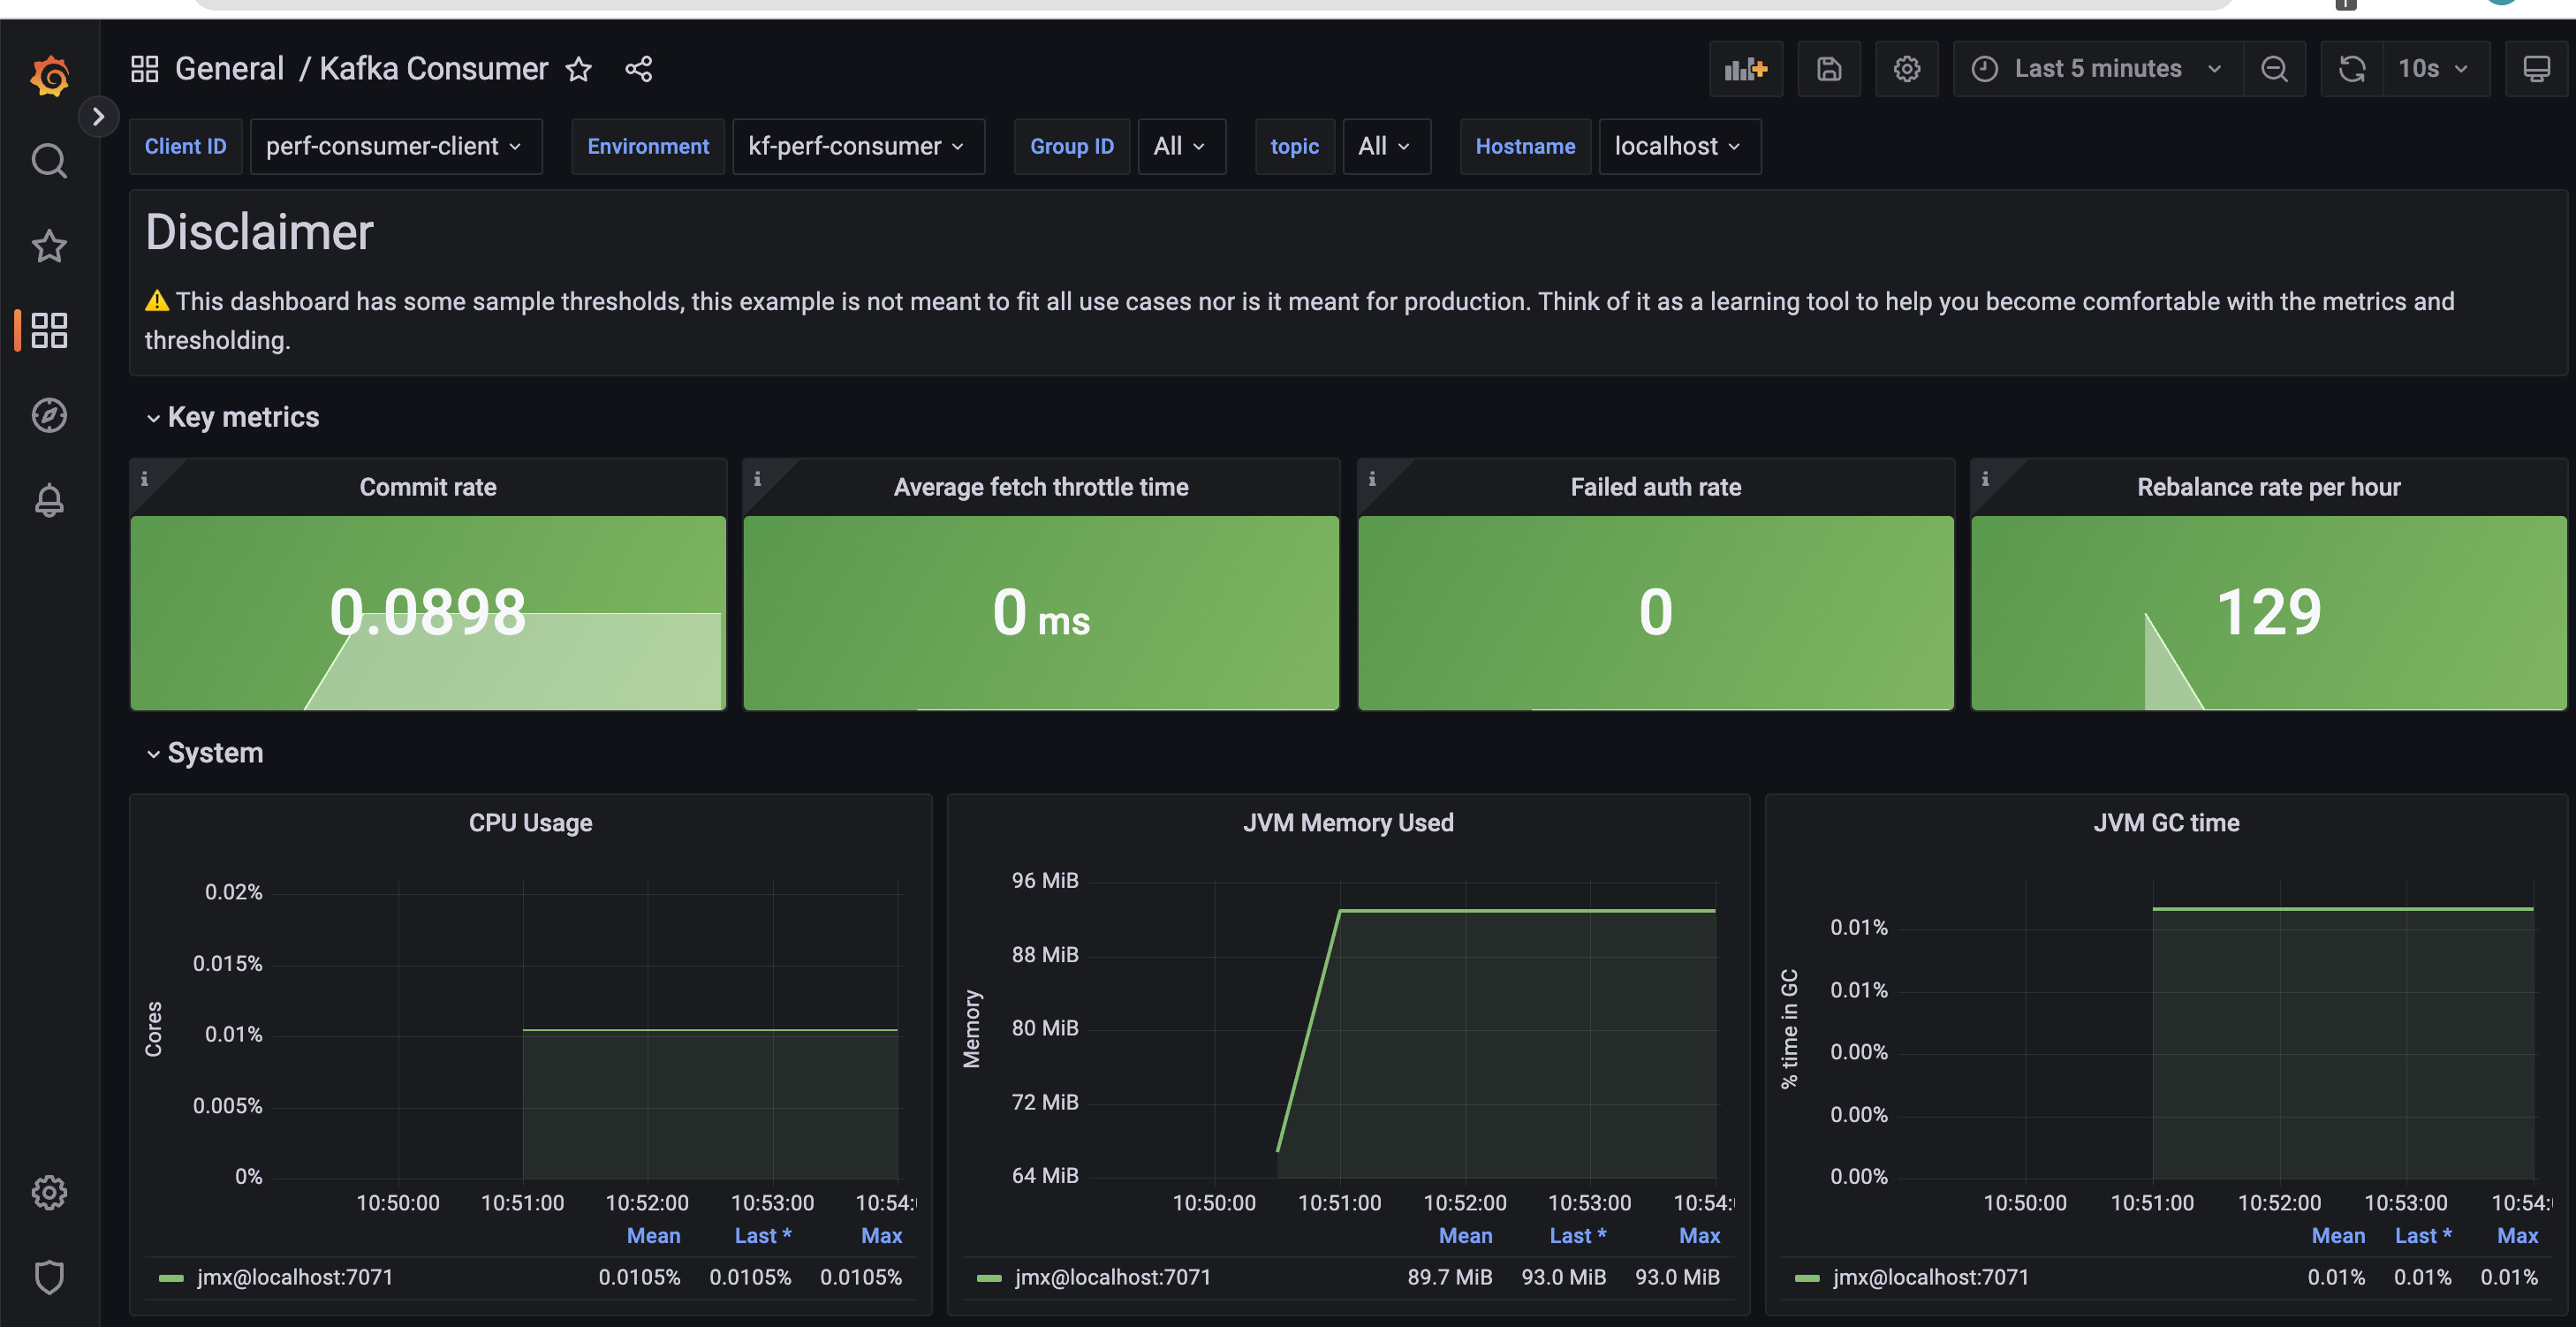 General / Kafka Consumer
Last 5 minutes
10s
Client ID perf-consumer-client Environment kf-perf-consumer Group ID All topic All Hostname localhost
Disclaimer
⚠ This dashboard has some sample thresholds, this example is not meant to fit all use cases nor is it meant for production. Think of it as a learning tool to help you become comfortable with the metrics and
thresholding.
Key metrics
i
Commit rate
0.0898
i
Average fetch throttle time
0 ms
i
Failed auth rate
0
i
Rebalance rate per hour
129
System
CPU Usage
Cores
0.02%
0.015%
0.01%
0.005%
0%
10:50:00 10:51:00 10:52:00 10:53:00 10:54:
Mean Last * Max
jmx@localhost:7071 0.0105% 0.0105% 0.0105%
JVM Memory Used
Memory
96 MiB
88 MiB
80 MiB
72 MiB
64 MiB
10:50:00 10:51:00 10:52:00 10:53:00 10:54:
Mean Last * Max
jmx@localhost:7071 89.7 MiB 93.0 MiB 93.0 MiB
JVM GC time
% time in GC
0.01%
0.01%
0.00%
0.00%
0.00%
10:50:00 10:51:00 10:52:00 10:53:00 10:54:
Mean Last * Max
jmx@localhost:7071 0.01% 0.01% 0.01%